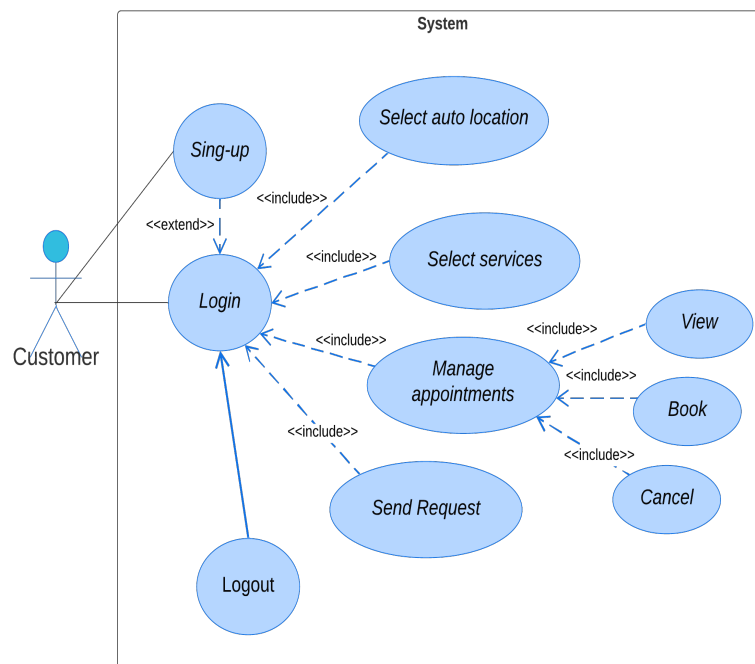 System
Select auto location
Sing-up
<<include>>
<<extend>>
<<include>>
Select services
Login
<<include>>
View
<<include>>
Customer
Manage
appointments
<<include>>
Book
<<include>>
<<include>>
Cancel
Send Request
Logout